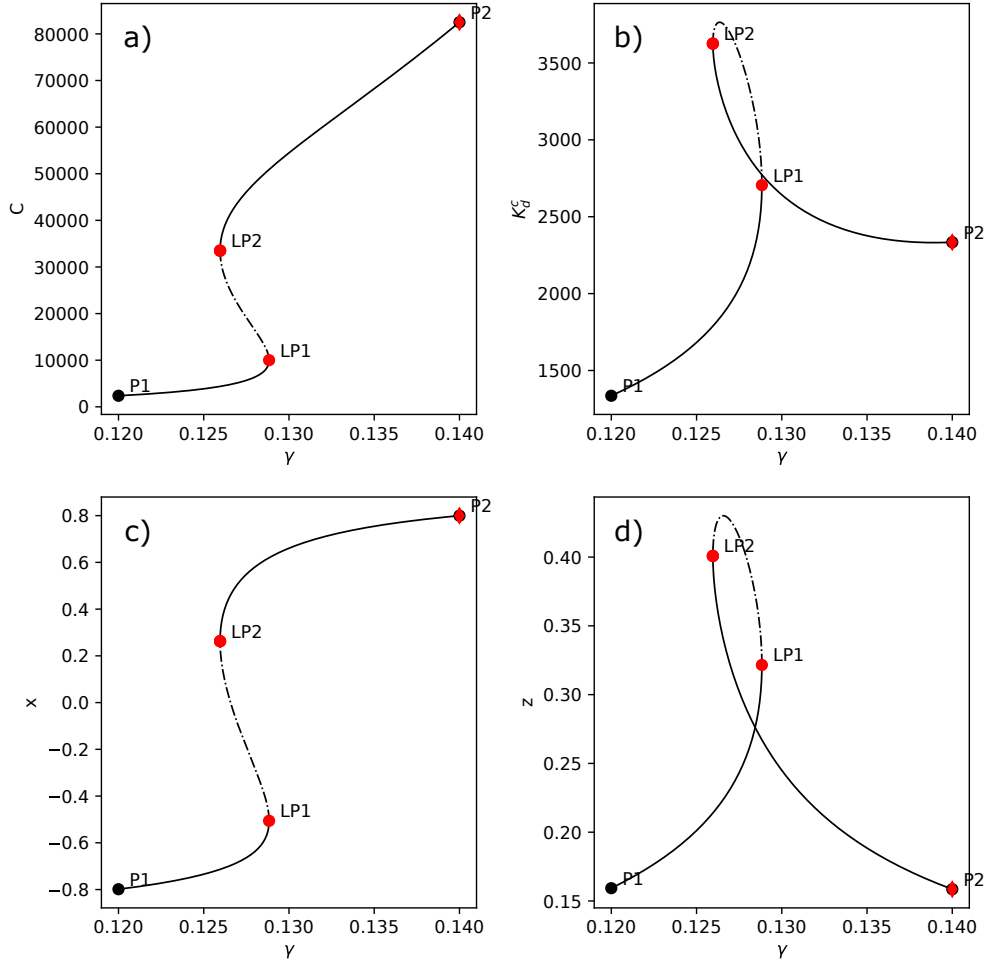 a)
80000
70000
60000
50000
40000
30000
20000
10000
0
C
P1
LP1
LP2
P2
0.120 0.125 0.130 0.135 0.140
γ
b)
3500
3000
2500
2000
1500
K_d^c
P1
LP1
LP2
P2
0.120 0.125 0.130 0.135 0.140
γ
c)
0.8
0.6
0.4
0.2
0.0
−0.2
−0.4
−0.6
−0.8
x
P1
LP1
LP2
P2
0.120 0.125 0.130 0.135 0.140
γ
d)
0.40
0.35
0.30
0.25
0.20
0.15
z
P1
LP1
LP2
P2
0.120 0.125 0.130 0.135 0.140
γ